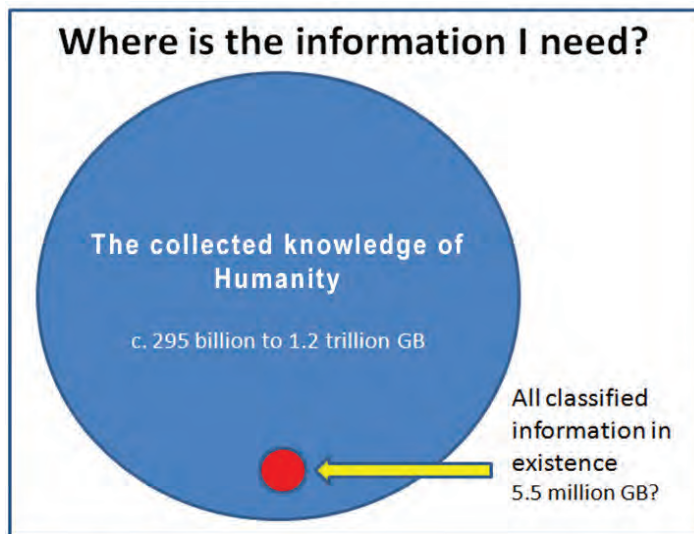 Where is the information I need?
The collected knowledge of
Humanity
c. 295 billion to 1.2 trillion GB
All classified
information in
existence
5.5 million GB?